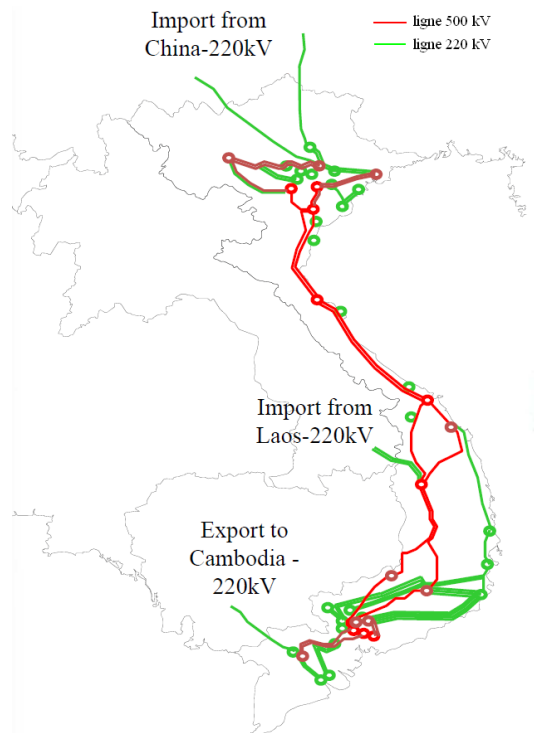 Import from
China-220kV
ligne 500 kV
ligne 220 kV
Import from
Laos-220kV
Export to
Cambodia -
220kV